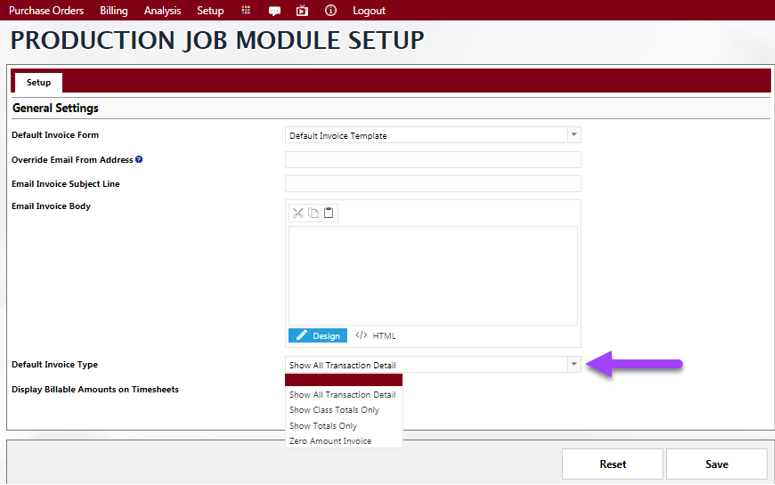 Purchase Orders Billing Analysis Setup Logout
PRODUCTION JOB MODULE SETUP
Setup
General Settings
Default Invoice Form Default Invoice Template
Override Email From Address ?
Email Invoice Subject Line
Email Invoice Body
Design </> HTML
Default Invoice Type Show All Transaction Detail
Display Billable Amounts on Timesheets
Show All Transaction Detail
Show Class Totals Only
Show Totals Only
Zero Amount Invoice
Reset Save